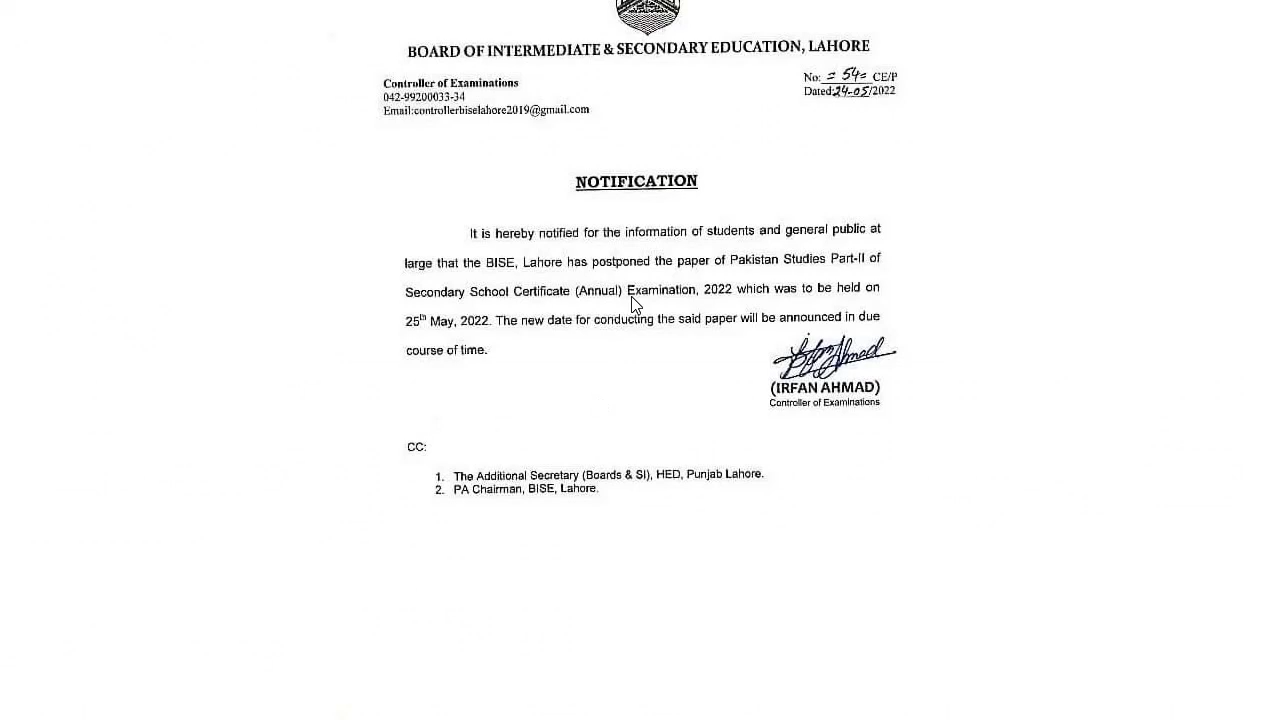 BOARD OF INTERMEDIATE & SECONDARY EDUCATION, LAHORE
Controller of Examinations
042-99200033-34
Email:controllerbiselahore2019@gmail.com
No: = 54= CE/P
Dated:24-05/2022
NOTIFICATION
It is hereby notified for the information of students and general public at
large that the BISE, Lahore has postponed the paper of Pakistan Studies Part-II of
Secondary School Certificate (Annual) Examination, 2022 which was to be held on
25th May, 2022. The new date for conducting the said paper will be announced in due
course of time.
(IRFAN AHMAD)
Controller of Examinations
CC:
1. The Additional Secretary (Boards & SI), HED, Punjab Lahore.
2. PA Chairman, BISE, Lahore.